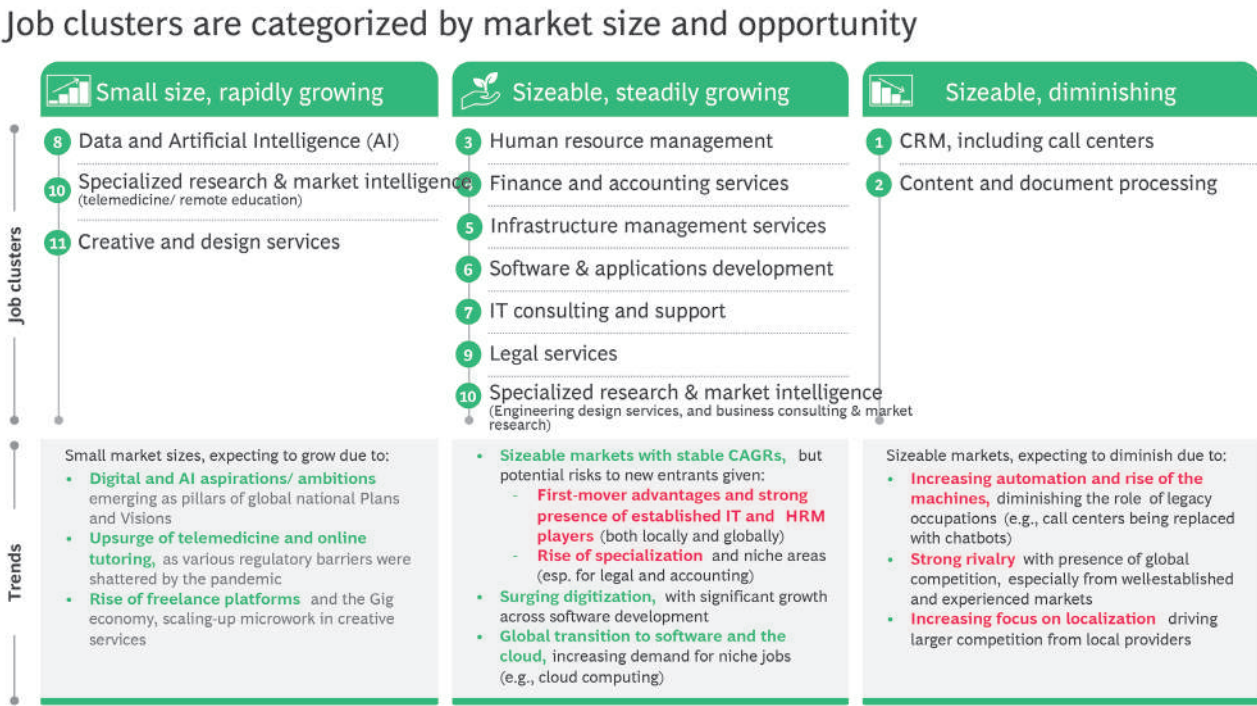 Job clusters are categorized by market size and opportunity
Small size, rapidly growing
Job clusters
8 Data and Artificial Intelligence (AI)
10 Specialized research & market intelligence
(telemedicine/ remote education)
11 Creative and design services
Sizeable, steadily growing
3 Human resource management
Finance and accounting services
5 Infrastructure management services
6 Software & applications development
7 IT consulting and support
9 Legal services
10 Specialized research & market intelligence
(Engineering design services, and business consulting & market
research)
Sizeable, diminishing
1 CRM, including call centers
2 Content and document processing
Trends
Small market sizes, expecting to grow due to:
• Digital and AI aspirations/ ambitions
emerging as pillars of global national Plans
and Visions
• Upsurge of telemedicine and online
tutoring, as various regulatory barriers were
shattered by the pandemic
• Rise of freelance platforms and the Gig
economy, scaling-up microwork in creative
services
• Sizeable markets with stable CAGRs, but
potential risks to new entrants given:
- First-mover advantages and strong
presence of established IT and HRM
players (both locally and globally)
- Rise of specialization and niche areas
(esp. for legal and accounting)
• Surging digitization, with significant growth
across software development
• Global transition to software and the
cloud, increasing demand for niche jobs
(e.g., cloud computing)
Sizeable markets, expecting to diminish due to:
• Increasing automation and rise of the
machines, diminishing the role of legacy
occupations (e.g., call centers being replaced
with chatbots)
• Strong rivalry with presence of global
competition, especially from well-established
and experienced markets
• Increasing focus on localization driving
larger competition from local providers